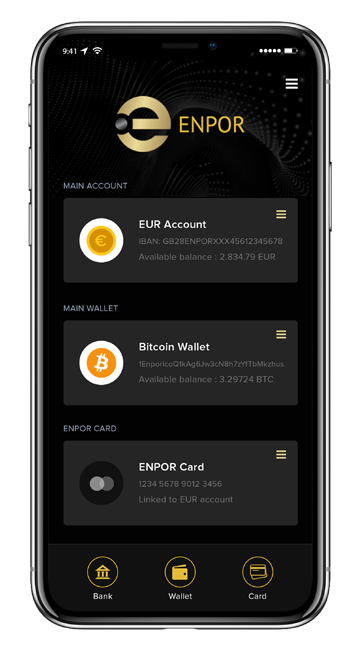 9:41
ENPOR
MAIN ACCOUNT
EUR Account
IBAN: GB28ENPORXXX45612345678
Available balance : 2.834.79 EUR
MAIN WALLET
Bitcoin Wallet
Available balance : 3.29724 BTC
ENPOR CARD
ENPOR Card
1234 5678 9012 3456
Linked to EUR account
Bank
Wallet
Card